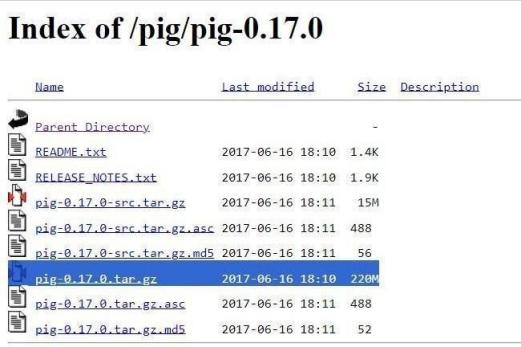 Index of /pig/pig-0.17.0
Name Last modified Size Description
Parent Directory -
README.txt 2017-06-16 18:10 1.4K
RELEASE_NOTES.txt 2017-06-16 18:10 1.9K
pig-0.17.0-src.tar.gz 2017-06-16 18:11 15M
pig-0.17.0-src.tar.gz.asc 2017-06-16 18:11 488
pig-0.17.0-src.tar.gz.md5 2017-06-16 18:11 56
pig-0.17.0.tar.gz 2017-06-16 18:10 220M
pig-0.17.0.tar.gz.asc 2017-06-16 18:11 488
pig-0.17.0.tar.gz.md5 2017-06-16 18:11 52